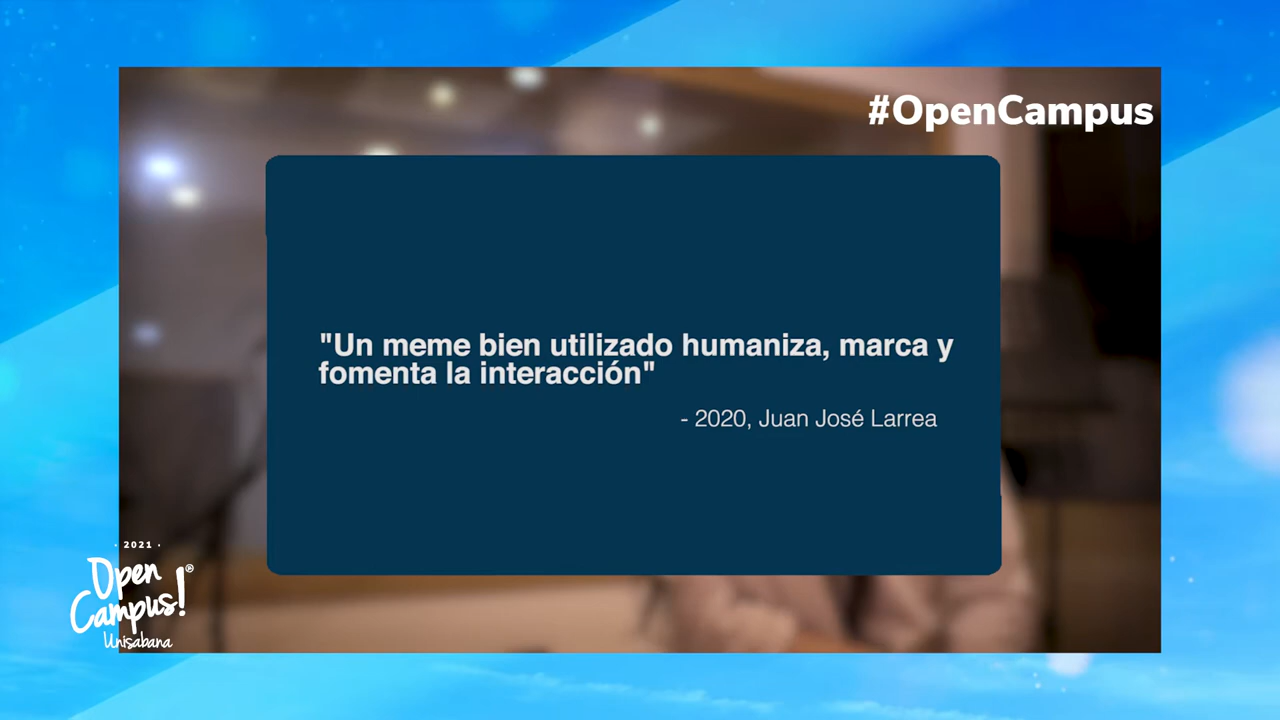 #OpenCampus
"Un meme bien utilizado humaniza, marca y
fomenta la interacción"
- 2020, Juan José Larrea
· 2021 ·
Open
Campus!®
Unisabana